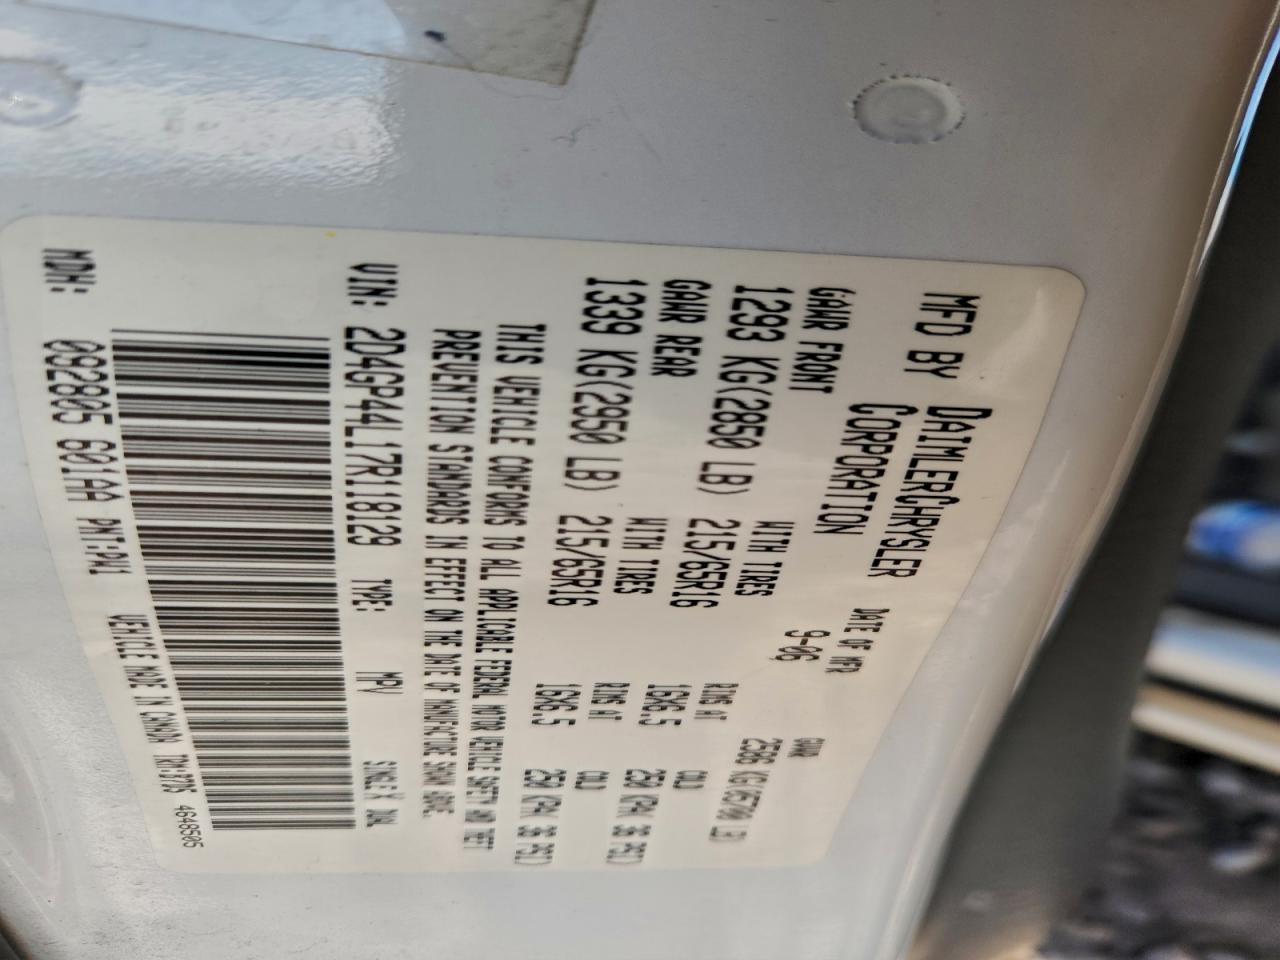 MFD BY DAIMLERCHRYSLER
CORPORATION
DATE OF MFR
9-06
GVWR
2586 KG(5700 LB)
GAWR FRONT WITH TIRES RIMS AT COLD
1293 KG(2850 LB) 215/65R16 16X6.5 250 KPA( 36 PSI)
GAWR REAR WITH TIRES RIMS AT COLD
1339 KG(2950 LB) 215/65R16 16X6.5 250 KPA( 36 PSI)
THIS VEHICLE CONFORMS TO ALL APPLICABLE FEDERAL MOTOR VEHICLE SAFETY AND THEFT
PREVENTION STANDARDS IN EFFECT ON THE DATE OF MANUFACTURE SHOWN ABOVE.
VIN: 2D4GP44L17R118129 TYPE: MPV SINGLE X DUAL
MDH: 092805 601AA PNT:PW1 VEHICLE MADE IN CANADA 4648505